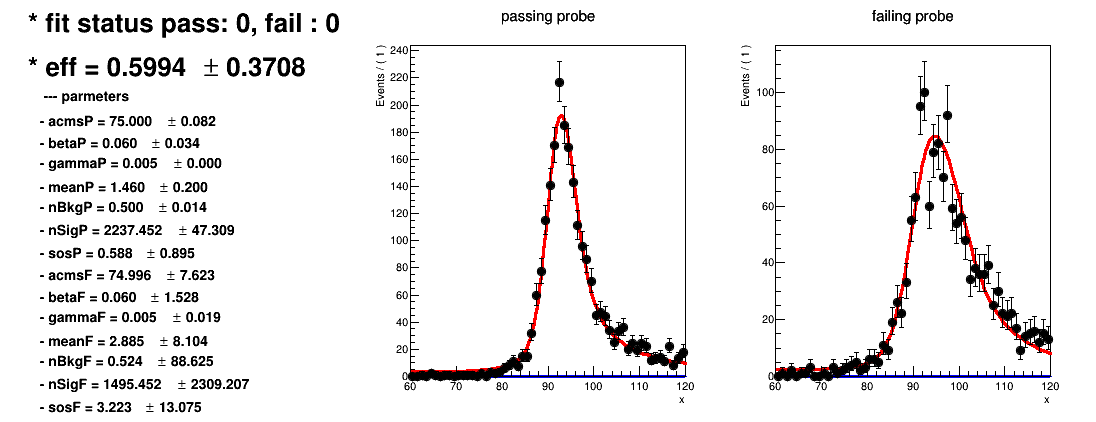 * fit status pass: 0, fail : 0
* eff = 0.5994 ± 0.3708
--- parmeters
- acmsP = 75.000 ± 0.082
- betaP = 0.060 ± 0.034
- gammaP = 0.005 ± 0.000
- meanP = 1.460 ± 0.200
- nBkgP = 0.500 ± 0.014
- nSigP = 2237.452 ± 47.309
- sosP = 0.588 ± 0.895
- acmsF = 74.996 ± 7.623
- betaF = 0.060 ± 1.528
- gammaF = 0.005 ± 0.019
- meanF = 2.885 ± 8.104
- nBkgF = 0.524 ± 88.625
- nSigF = 1495.452 ± 2309.207
- sosF = 3.223 ± 13.075
passing probe
Events / ( 1 )
240
220
200
180
160
140
120
100
80
60
40
20
0
60 70 80 90 100 110 120
x
failing probe
Events / ( 1 )
100
80
60
40
20
0
60 70 80 90 100 110 120
x